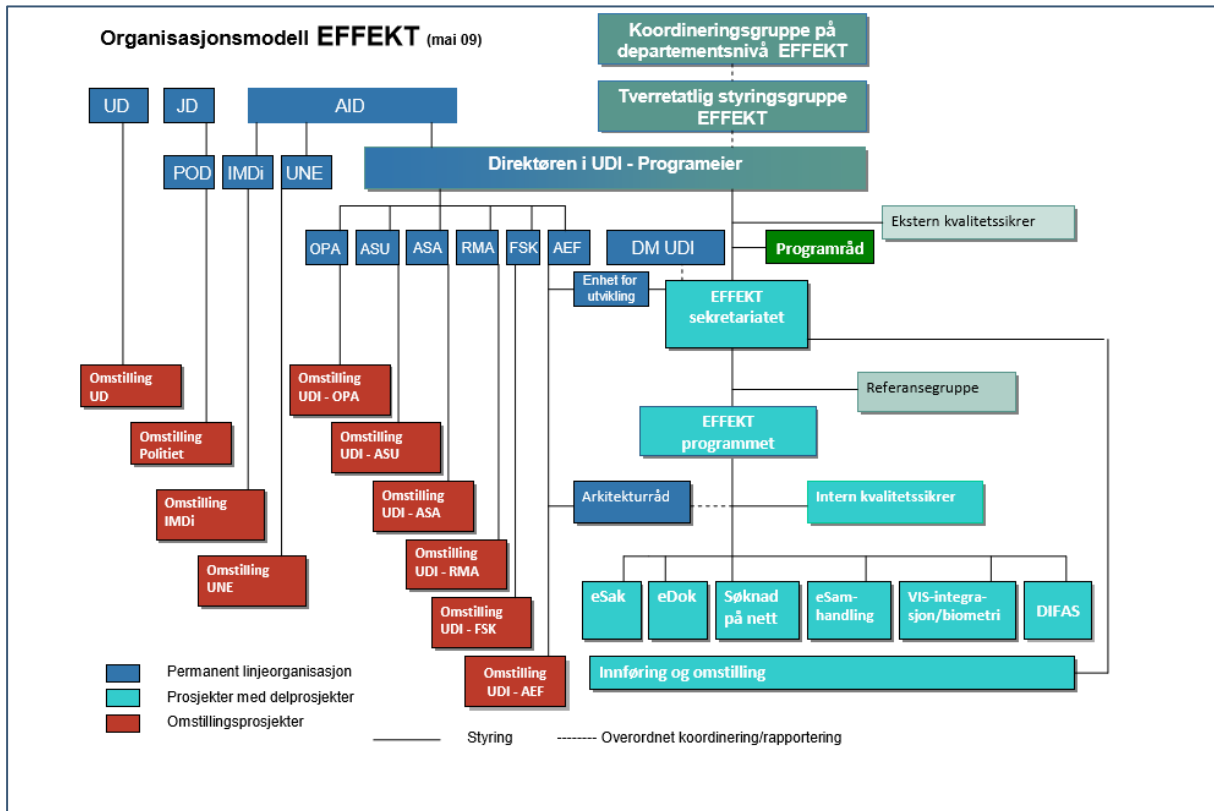 Organisasjonsmodell EFFEKT (mai 09)
Koordineringsgruppe på
departementsnivå EFFEKT
UD
JD
AID
Tverretatlig styringsgruppe
EFFEKT
POD
IMDi
UNE
Direktøren i UDI - Programeier
Ekstern kvalitetssikrer
OPA
ASU
ASA
RMA
FSK
AEF
DM UDI
Programråd
Enhet for
utvikling
EFFEKT
sekretariatet
Omstilling
UD
Omstilling
UDI - OPA
Referansegruppe
Omstilling
Politiet
Omstilling
UDI - ASU
EFFEKT
programmet
Omstilling
IMDi
Omstilling
UDI - ASA
Arkitekturråd
Intern kvalitetssikrer
Omstilling
UNE
Omstilling
UDI - RMA
Omstilling
UDI - FSK
eSak
eDok
Søknad
på nett
eSam-
handling
VIS-integra-
sjon/biometri
DIFAS
Omstilling
UDI - AEF
Innføring og omstilling
Permanent linjeorganisasjon
Prosjekter med delprosjekter
Omstillingsprosjekter
Styring
Overordnet koordinering/rapportering